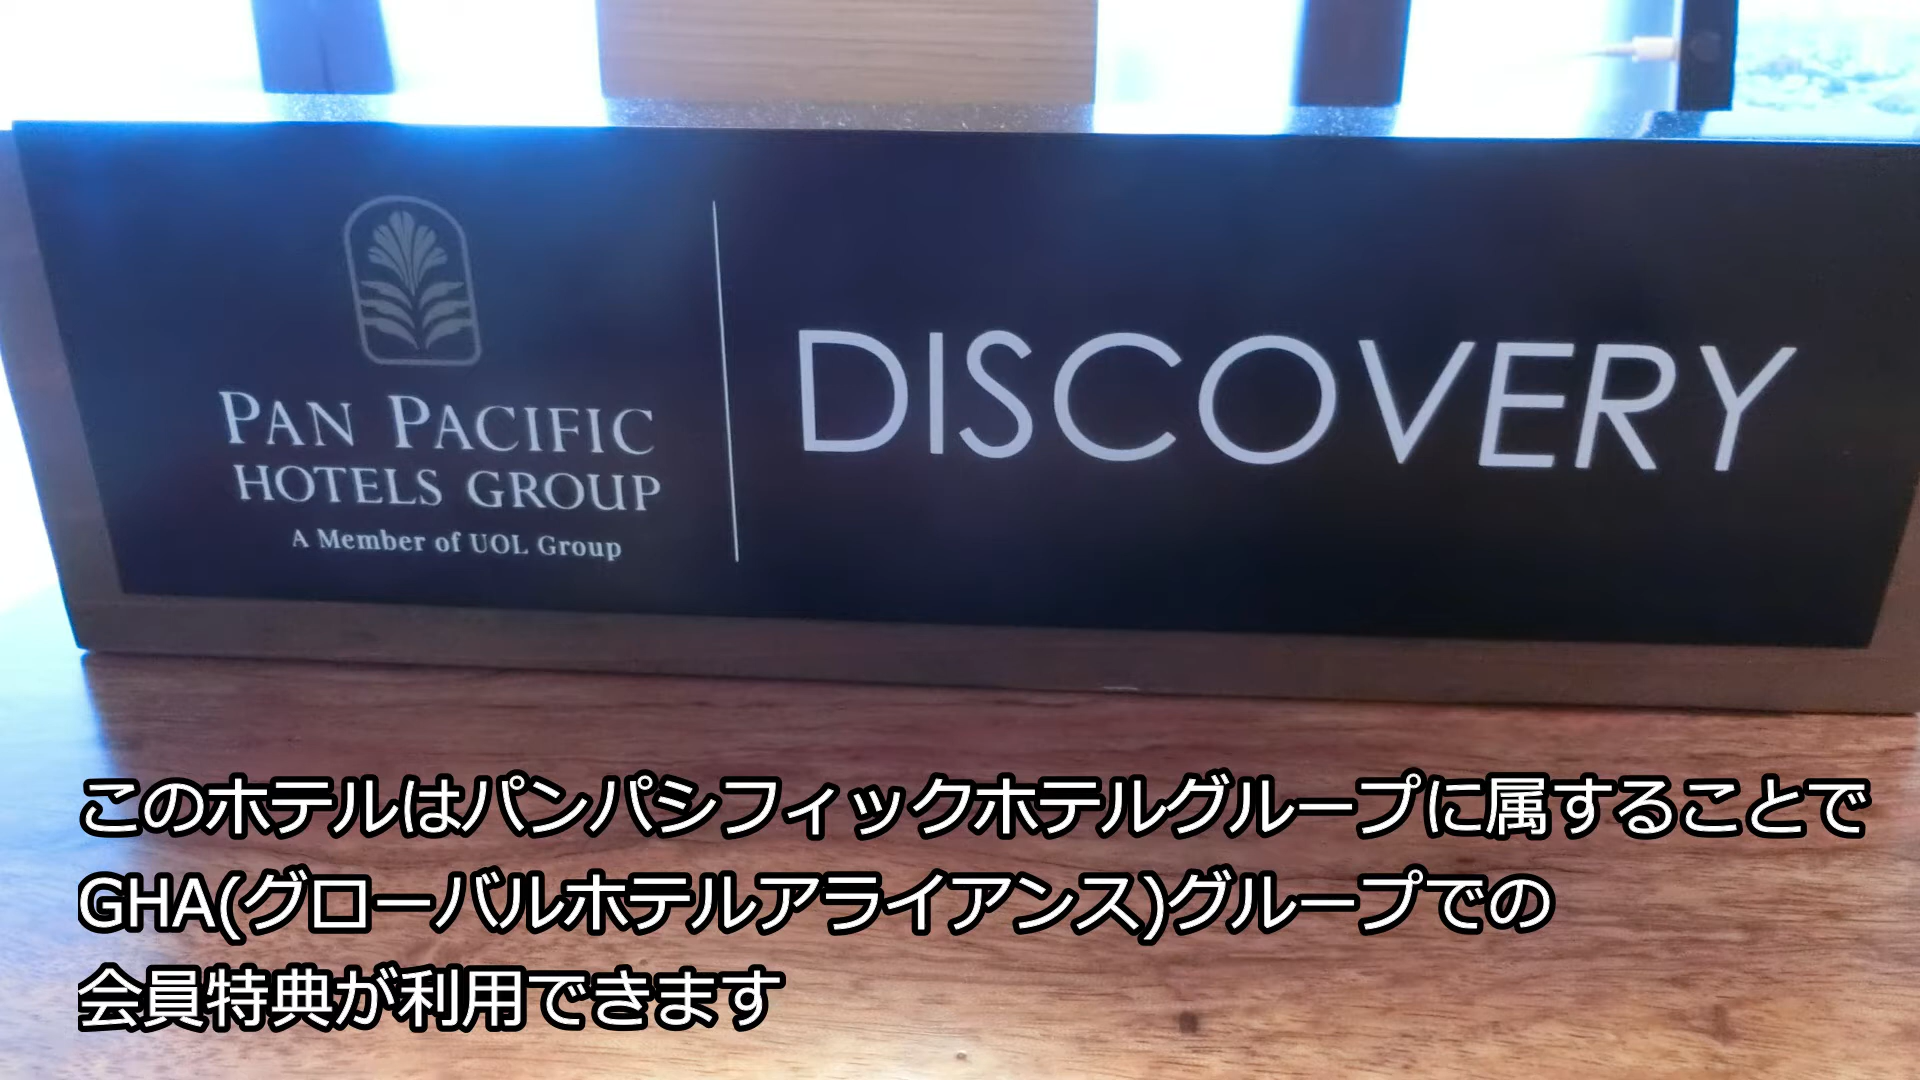 PAN PACIFIC
HOTELS GROUP
A Member of UOL Group
DISCOVERY
このホテルはパンパシフィックホテルグループに属することで
GHA(グローバルホテルアライアンス)グループでの
会員特典が利用できます